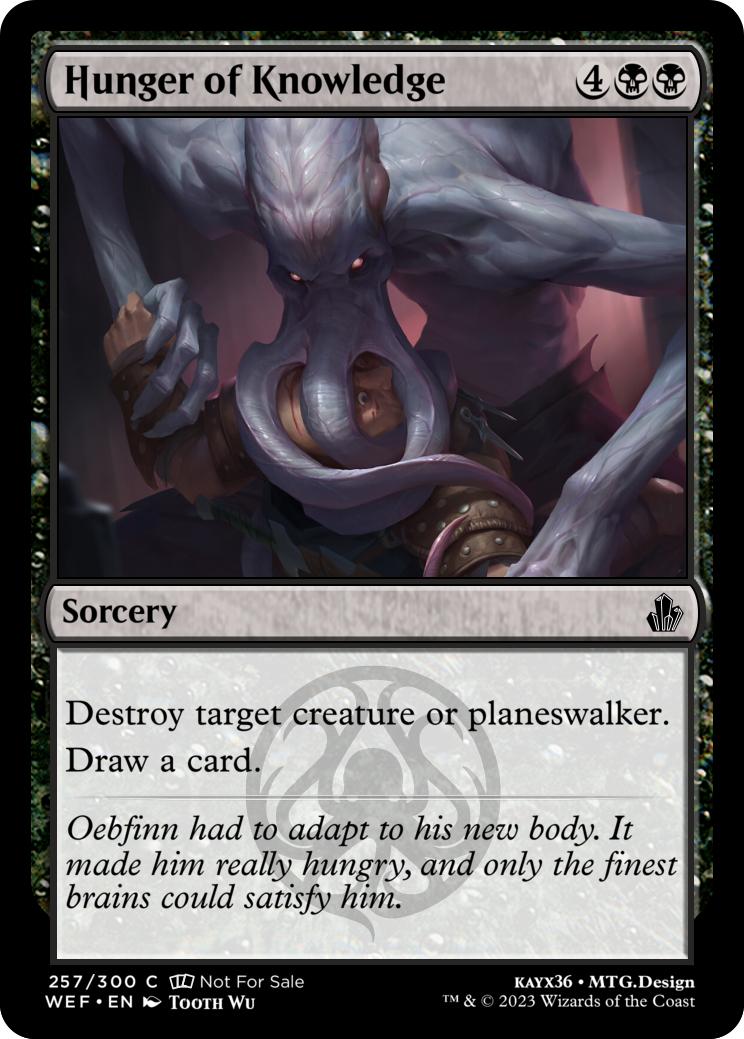 Hunger of Knowledge 4
Sorcery
Destroy target creature or planeswalker.
Draw a card.
Oebfinn had to adapt to his new body. It
made him really hungry, and only the finest
brains could satisfy him.
257/300 C Not For Sale
WEF • EN Tooth Wu
KAYX36 • MTG.Design
™ & © 2023 Wizards of the Coast